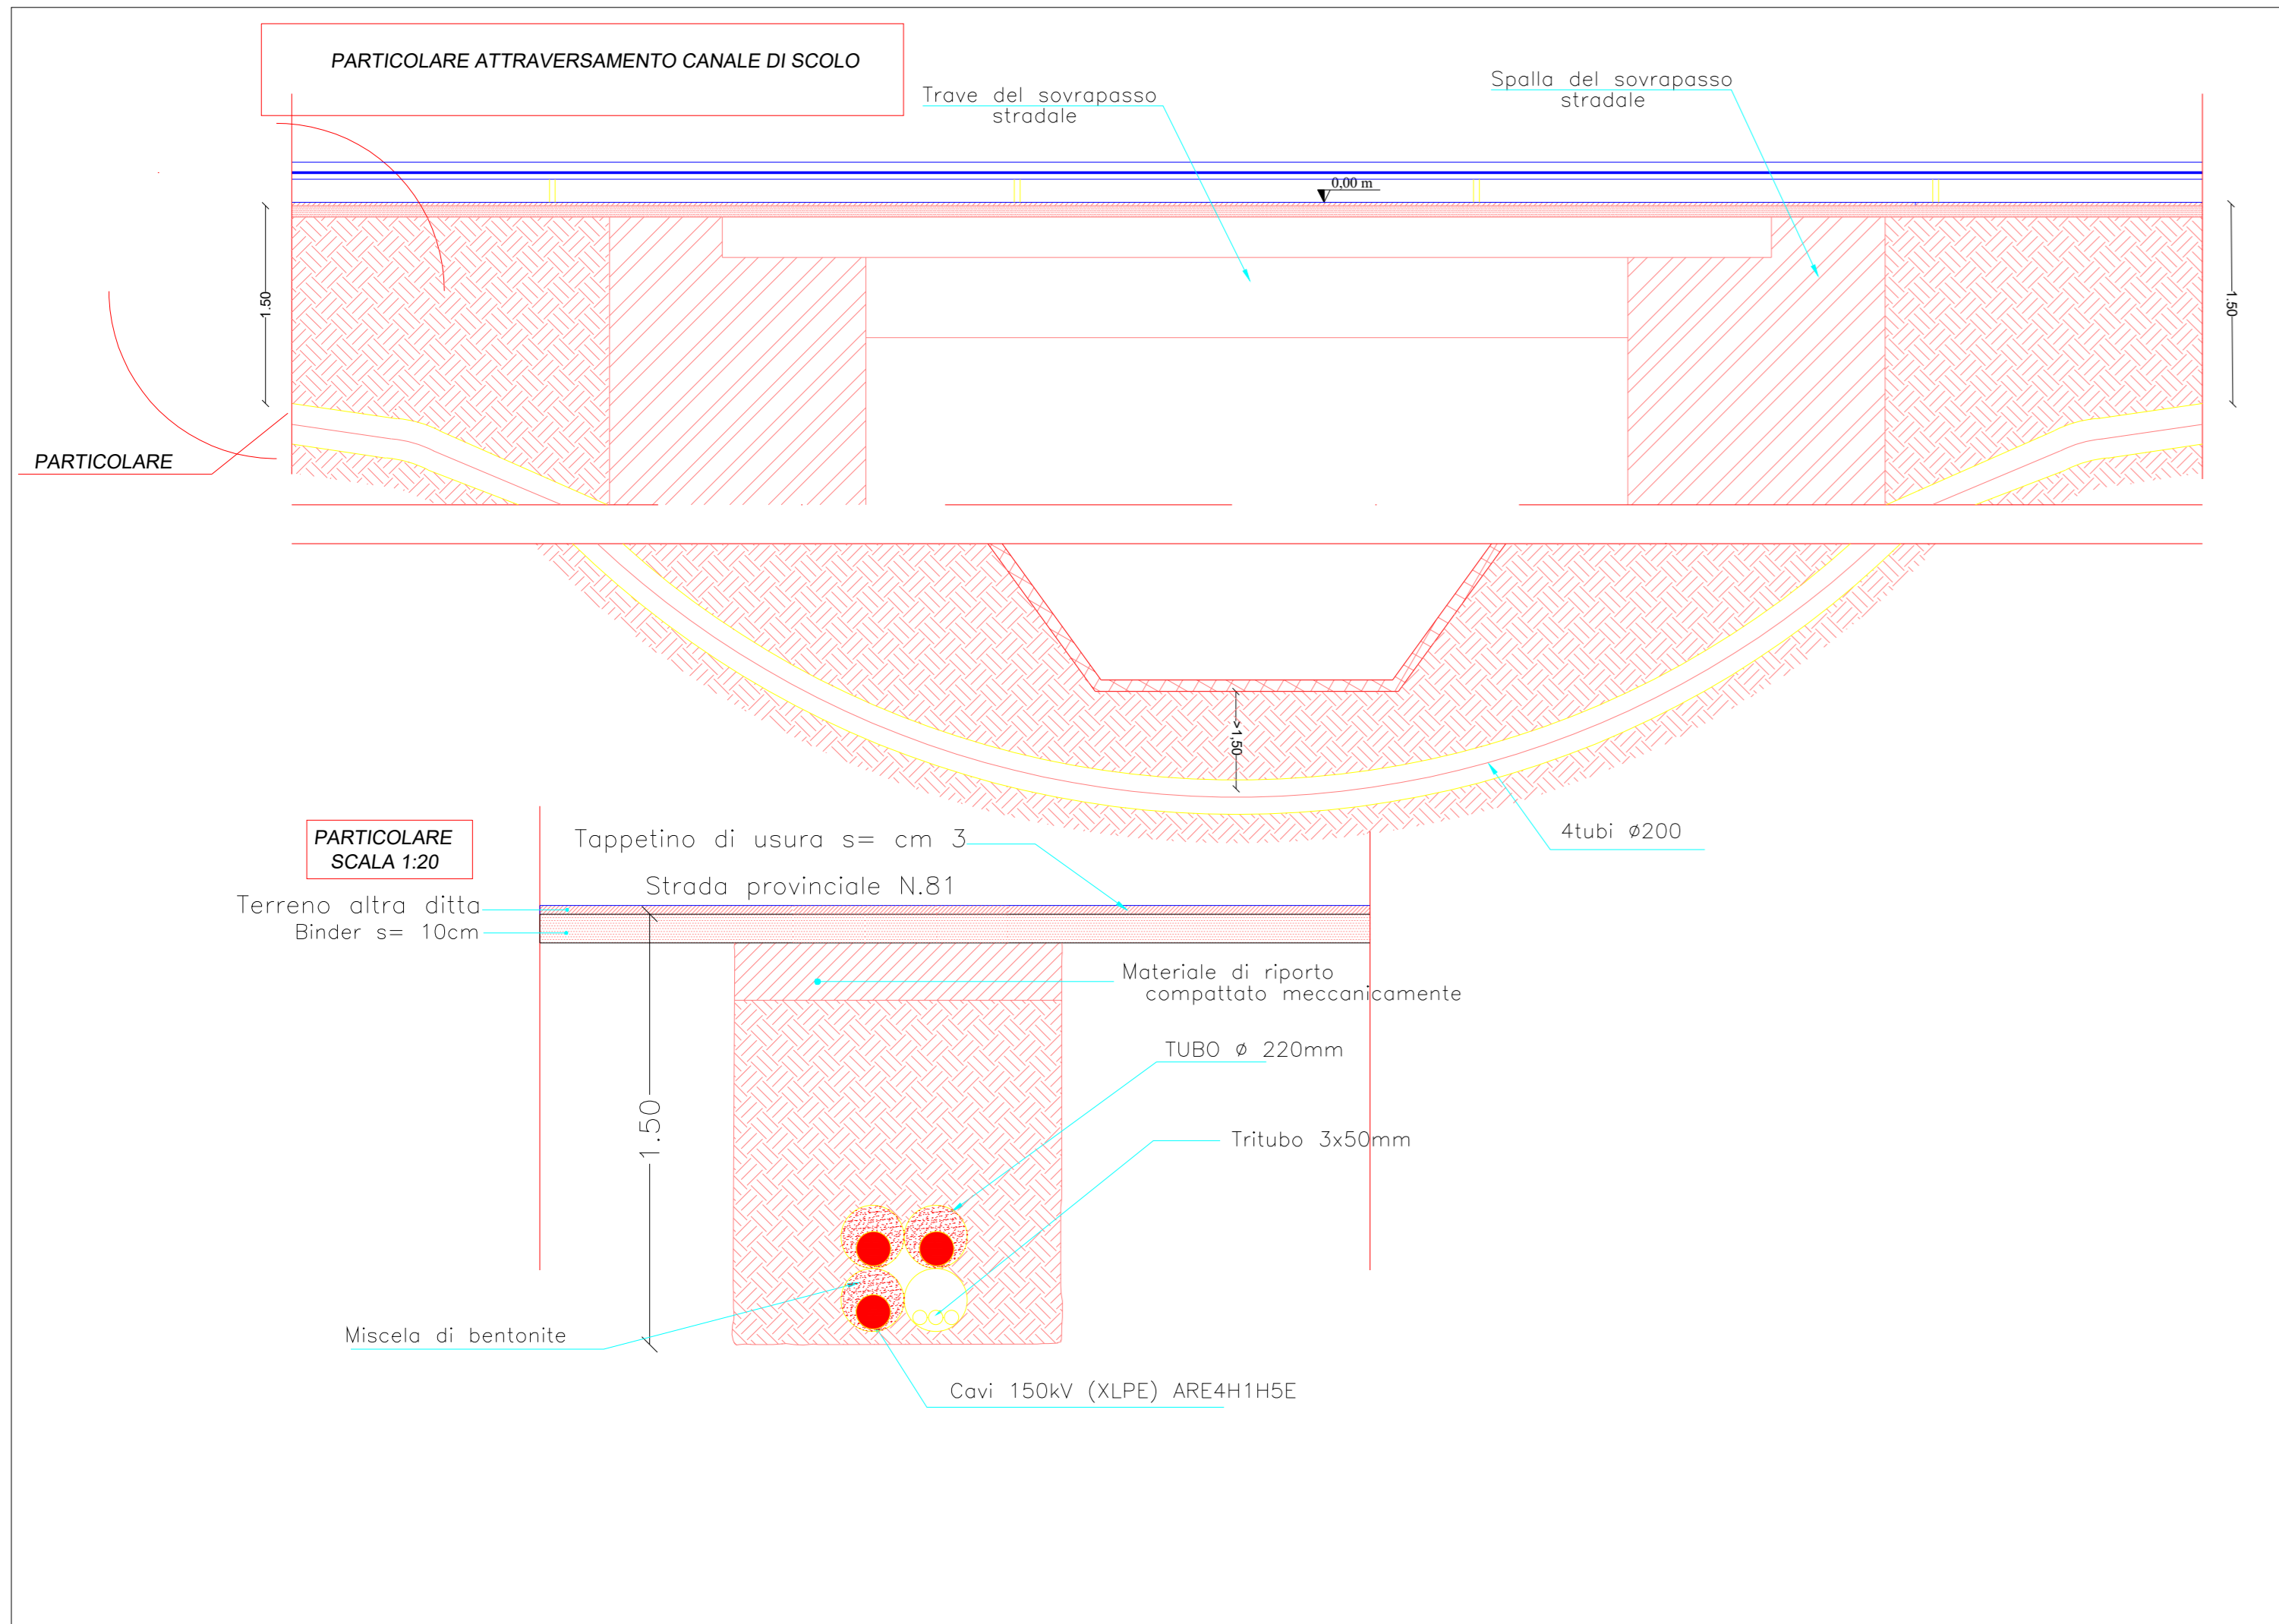 PARTICOLARE ATTRAVERSAMENTO CANALE DI SCOLO
Trave del sovrapasso
stradale
Spalla del sovrapasso
stradale
0,00 m
1.50
1.50
PARTICOLARE
>1,50
4tubi ø200
PARTICOLARE
SCALA 1:20
Tappetino di usura s= cm 3
Strada provinciale N.81
Terreno altra ditta
Binder s= 10cm
Materiale di riporto
compattato meccanicamente
TUBO ø 220mm
1.50
Tritubo 3x50mm
Miscela di bentonite
Cavi 150kV (XLPE) ARE4H1H5E